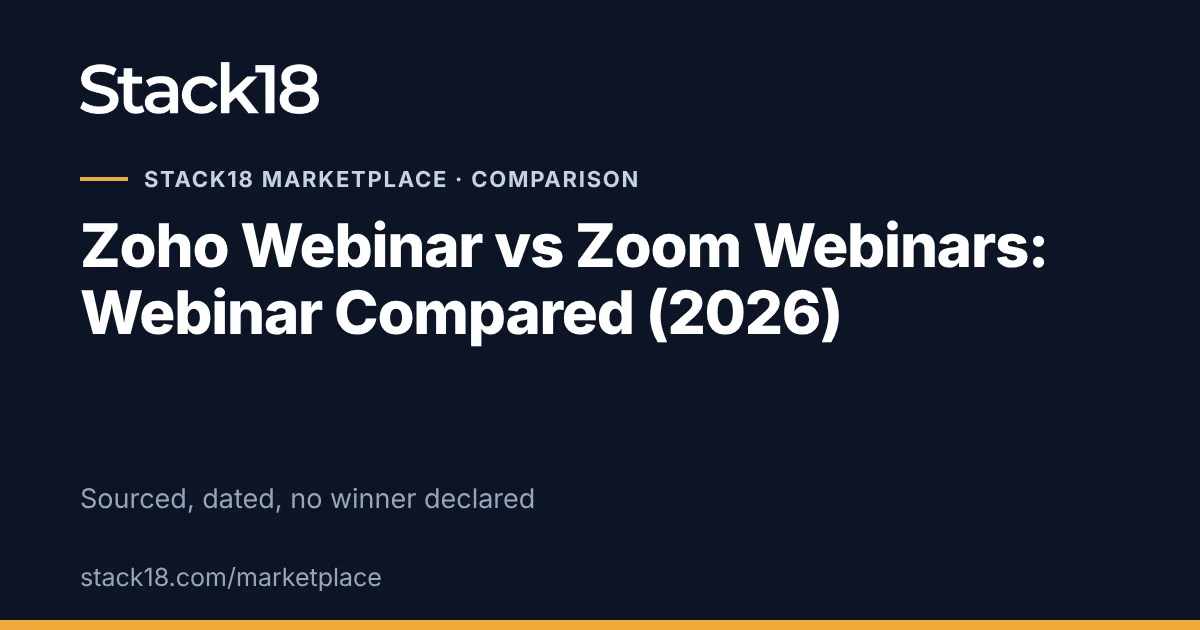 Stack18
STACK18 MARKETPLACE · COMPARISON
Zoho Webinar vs Zoom Webinars:
Webinar Compared (2026)
Sourced, dated, no winner declared
stack18.com/marketplace